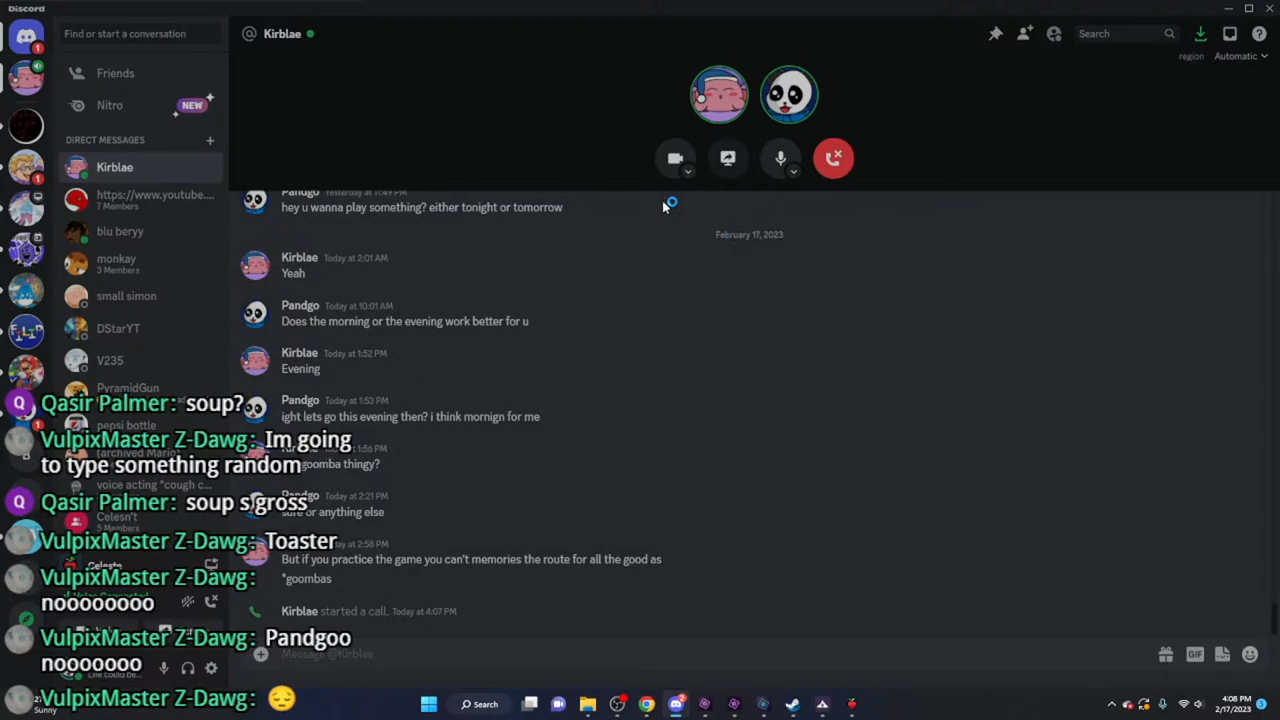 Discord
Find or start a conversation
@ Kirblae
Search
region Automatic
Friends
Nitro NEW
DIRECT MESSAGES +
Kirblae
https://www.youtube....
7 Members
blu beryy
monkay
3 Members
small simon
DStarYT
V235
PyramidGun
pepsi bottle
(archived Mario)
voice acting *cough c...
Celesn't
5 Members
Celeste
Voice Connected
Pandgo Yesterday at 11:49 PM
hey u wanna play something? either tonight or tomorrow
February 17, 2023
Kirblae Today at 2:01 AM
Yeah
Pandgo Today at 10:01 AM
Does the morning or the evening work better for u
Kirblae Today at 1:52 PM
Evening
Pandgo Today at 1:53 PM
ight lets go this evening then? i think mornign for me
Kirblae Today at 1:56 PM
goomba thingy?
Pandgo Today at 2:21 PM
sure or anything else
Today at 2:58 PM
But if you practice the game you can't memories the route for all the good as
*goombas
Kirblae started a call. Today at 4:07 PM
Message @Kirblae
GIF
Qasir Palmer: soup?
VulpixMaster Z-Dawg: Im going
to type something random
Qasir Palmer: soup s gross
VulpixMaster Z-Dawg: Toaster
VulpixMaster Z-Dawg:
noooooooo
VulpixMaster Z-Dawg: Pandgoo
nooooooo
VulpixMaster Z-Dawg: 😔
Sunny
Search
4:08 PM
2/17/2023